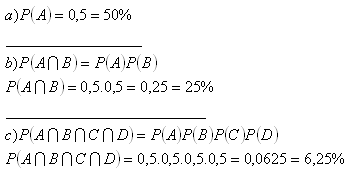 a) P(A) = 0,5 = 50%
b) P(A⋂B) = P(A)P(B)
P(A⋂B) = 0,5.0,5 = 0,25 = 25%
c) P(A⋂B⋂C⋂D) = P(A)P(B)P(C)P(D)
P(A⋂B⋂C⋂D) = 0,5.0,5.0,5.0,5 = 0,0625 = 6,25%